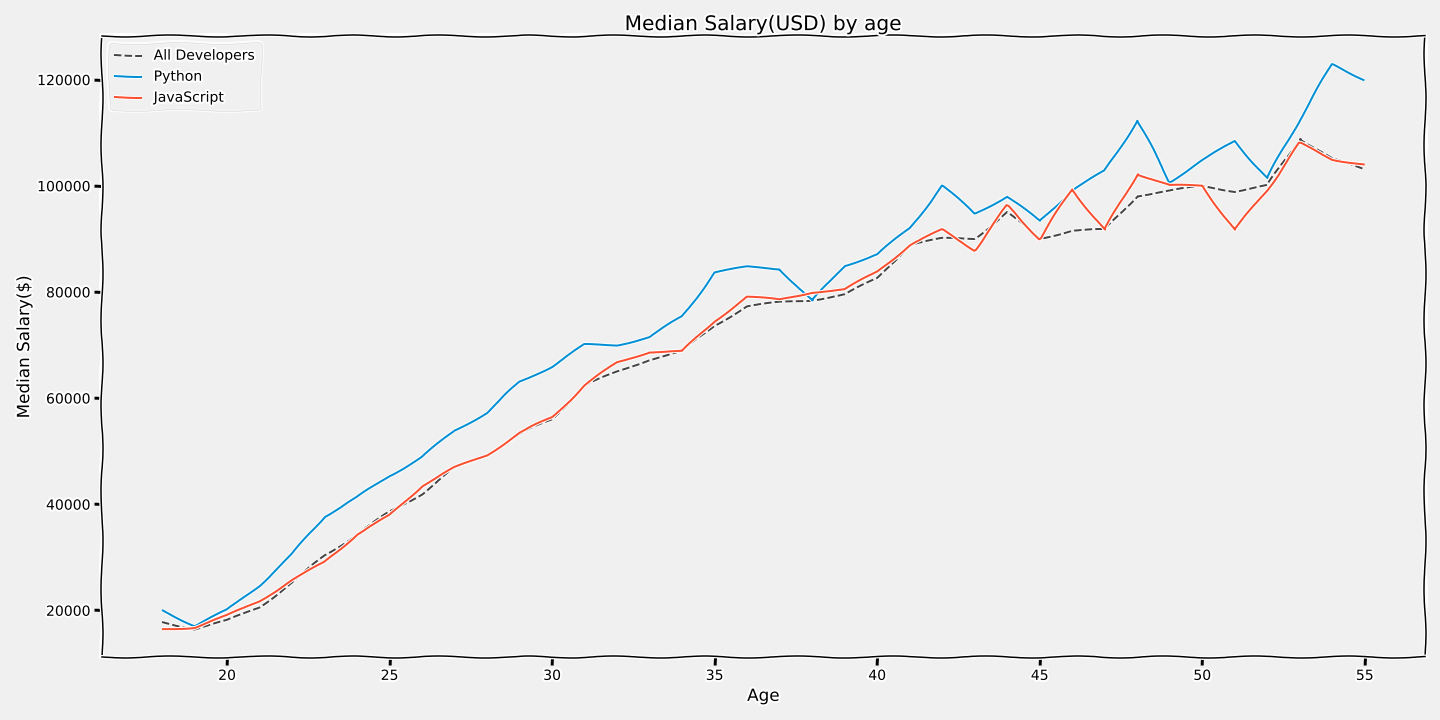 Median Salary(USD) by age
All Developers
Python
JavaScript
Median Salary($)
120000
100000
80000
60000
40000
20000
20 25 30 35 40 45 50 55
Age